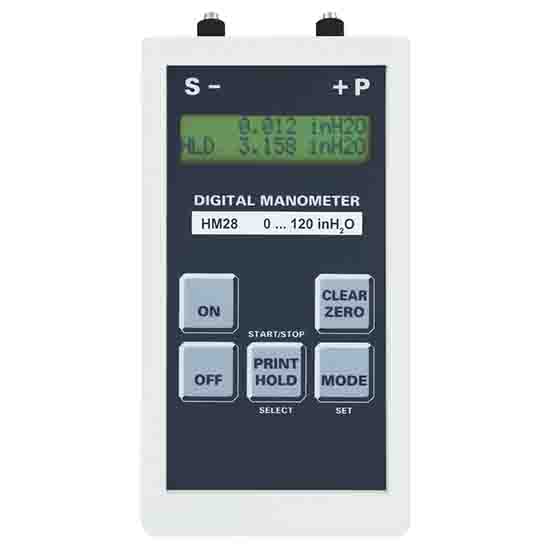 S – + P
0.012 inH2O
HLD 3.158 inH2O
DIGITAL MANOMETER
HM28 0 ... 120 inH₂O
ON
CLEAR
ZERO
START/STOP
OFF
PRINT
HOLD
MODE
SELECT
SET